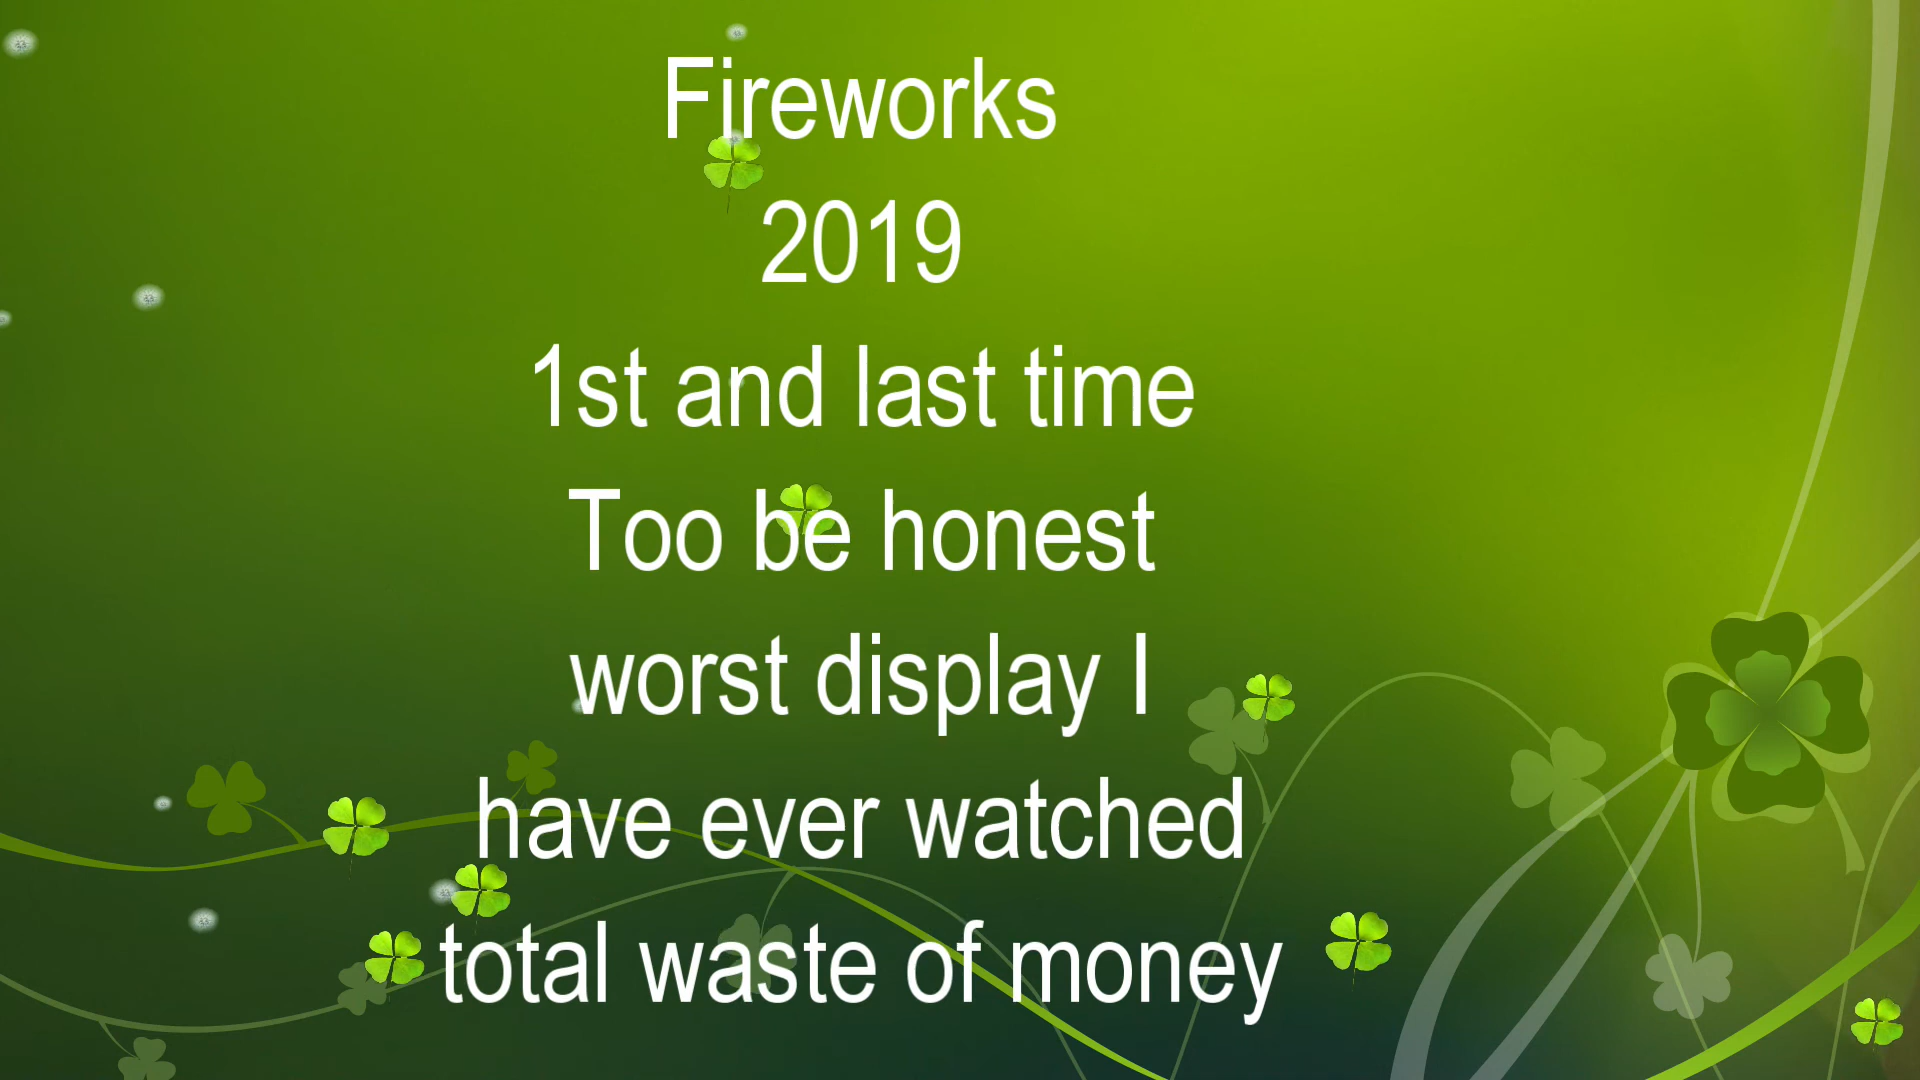 Fireworks
2019
1st and last time
Too be honest
worst display I
have ever watched
total waste of money